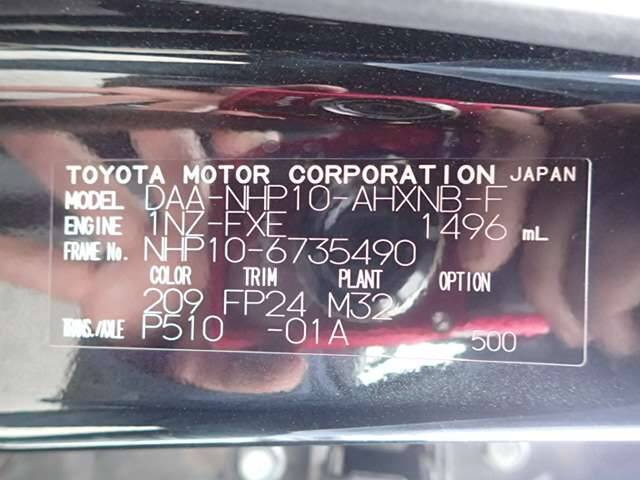 TOYOTA MOTOR CORPORATION JAPAN
MODEL DAA-NHP10-AHXNB-F
ENGINE 1NZ-FXE 1496 mL
FRAME No. NHP10-6735490
COLOR TRIM PLANT OPTION
209 FP24 M32
TRANS./AXLE P510 -01A 500